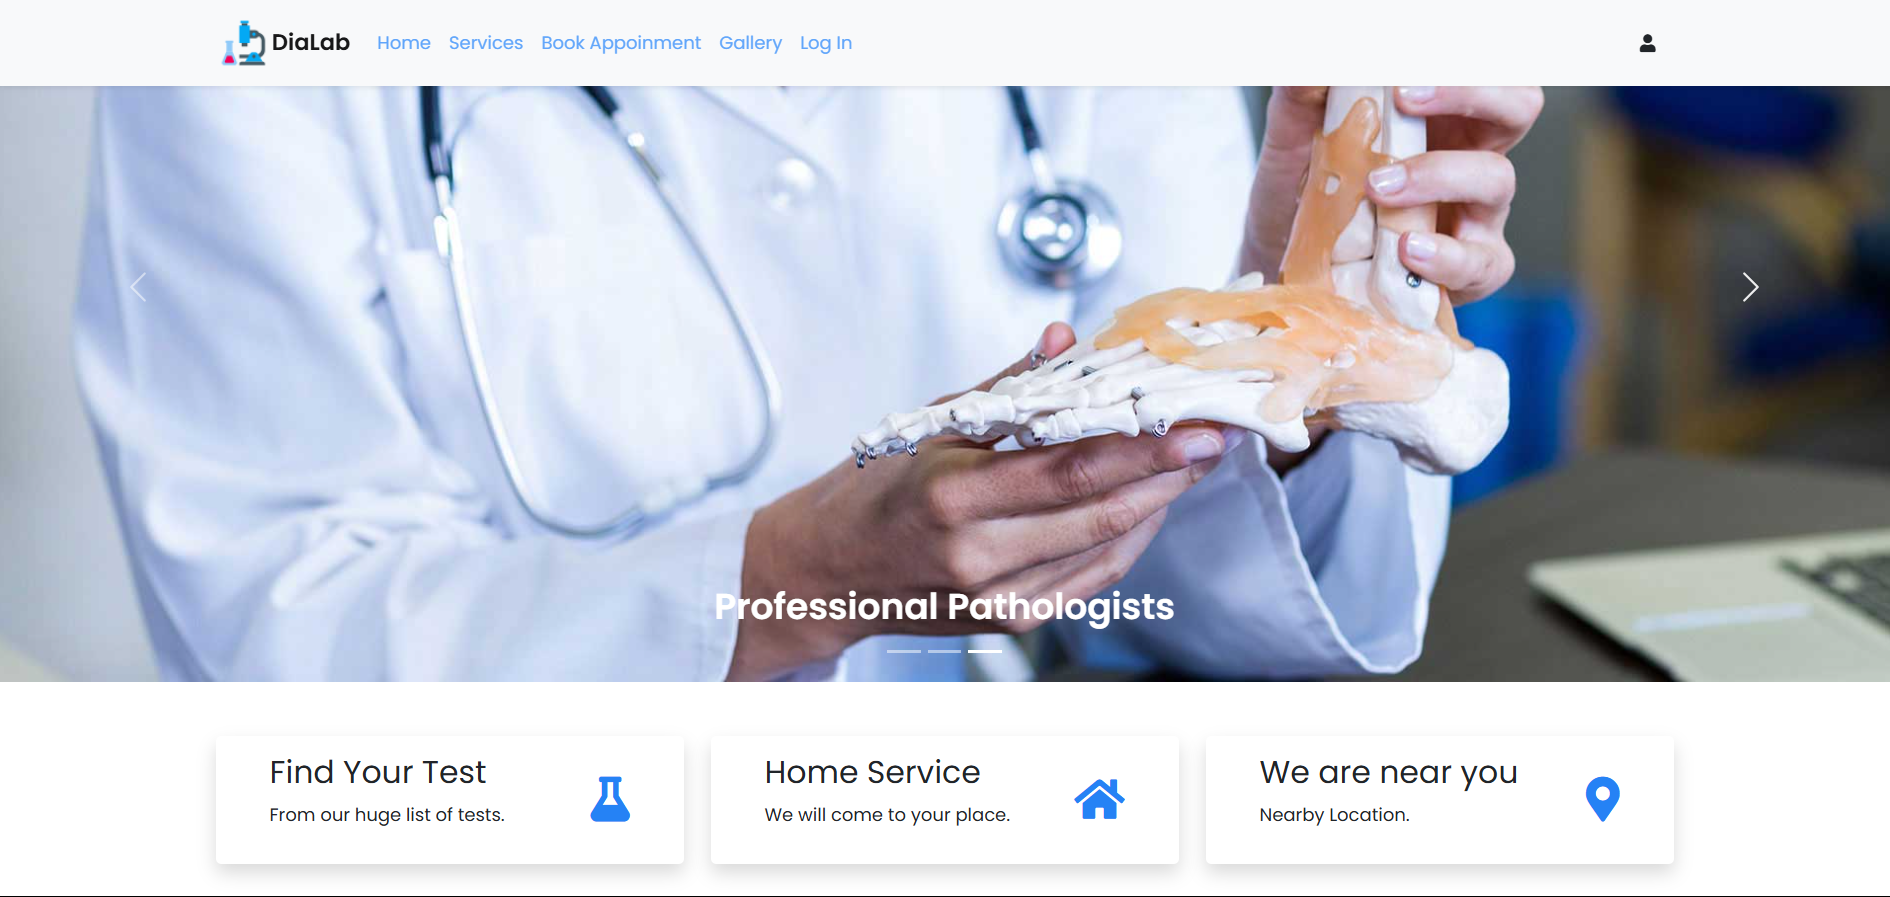 DiaLab Home Services Book Appoinment Gallery Log In
Professional Pathologists
Find Your Test
From our huge list of tests.
Home Service
We will come to your place.
We are near you
Nearby Location.